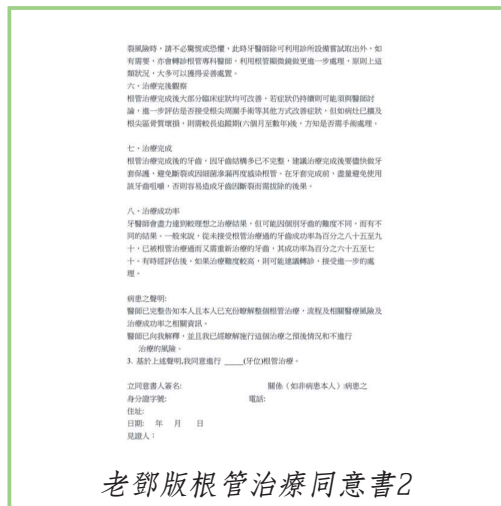 裂風險時，請不必驚慌或恐懼，此時牙醫師除可利用診所設備嘗試取出外，如
有需要，亦會轉診根管專科醫師，利用根管顯微鏡做更進一步處理，原則上這
類狀況，大多可以獲得妥善處置。
六、治療完後觀察
根管治療完成後大部分臨床症狀均可改善，若症狀仍持續則可能須與醫師討
論，進一步評估是否接受根尖周圍手術等其他方式改善症狀，但如病灶已擴及
根尖區骨質壞損，則需較長追蹤期(六個月至數年)後，方知是否需手術處理。
七、治療完成
根管治療完成後的牙齒，因牙齒結構多已不完整，建議治療完成後要儘快做牙
套保護，避免斷裂或因細菌滲漏再度感染根管。在牙套完成前，盡量避免使用
該牙齒咀嚼，否則容易造成牙齒因斷裂而需拔除的後果。
八、治療成功率
牙醫師會盡力達到較理想之治療結果，但可能因個別牙齒的難度不同，而有不
同的結果。一般來說，從未接受根管治療過的牙齒成功率為百分之八十五至九
十，已被根管治療過而又需重新治療的牙齒，其成功率為百分之六十五至七
十。有時經評估後，如果治療難度較高，則可能建議轉診，接受進一步的處
理。
病患之聲明:
醫師已完整告知本人且本人已充份瞭解整個根管治療，流程及相關醫療風險及
治療成功率之相關資訊。
醫師已向我解釋，並且我已經瞭解施行這個治療之預後情況和不進行
治療的風險。
3. 基於上述聲明,我同意進行 ____(牙位)根管治療。
立同意書人簽名: 關係（如非病患本人）:病患之
身分證字號: 電話:
住址:
日期: 年 月 日
見證人：
老鄧版根管治療同意書2